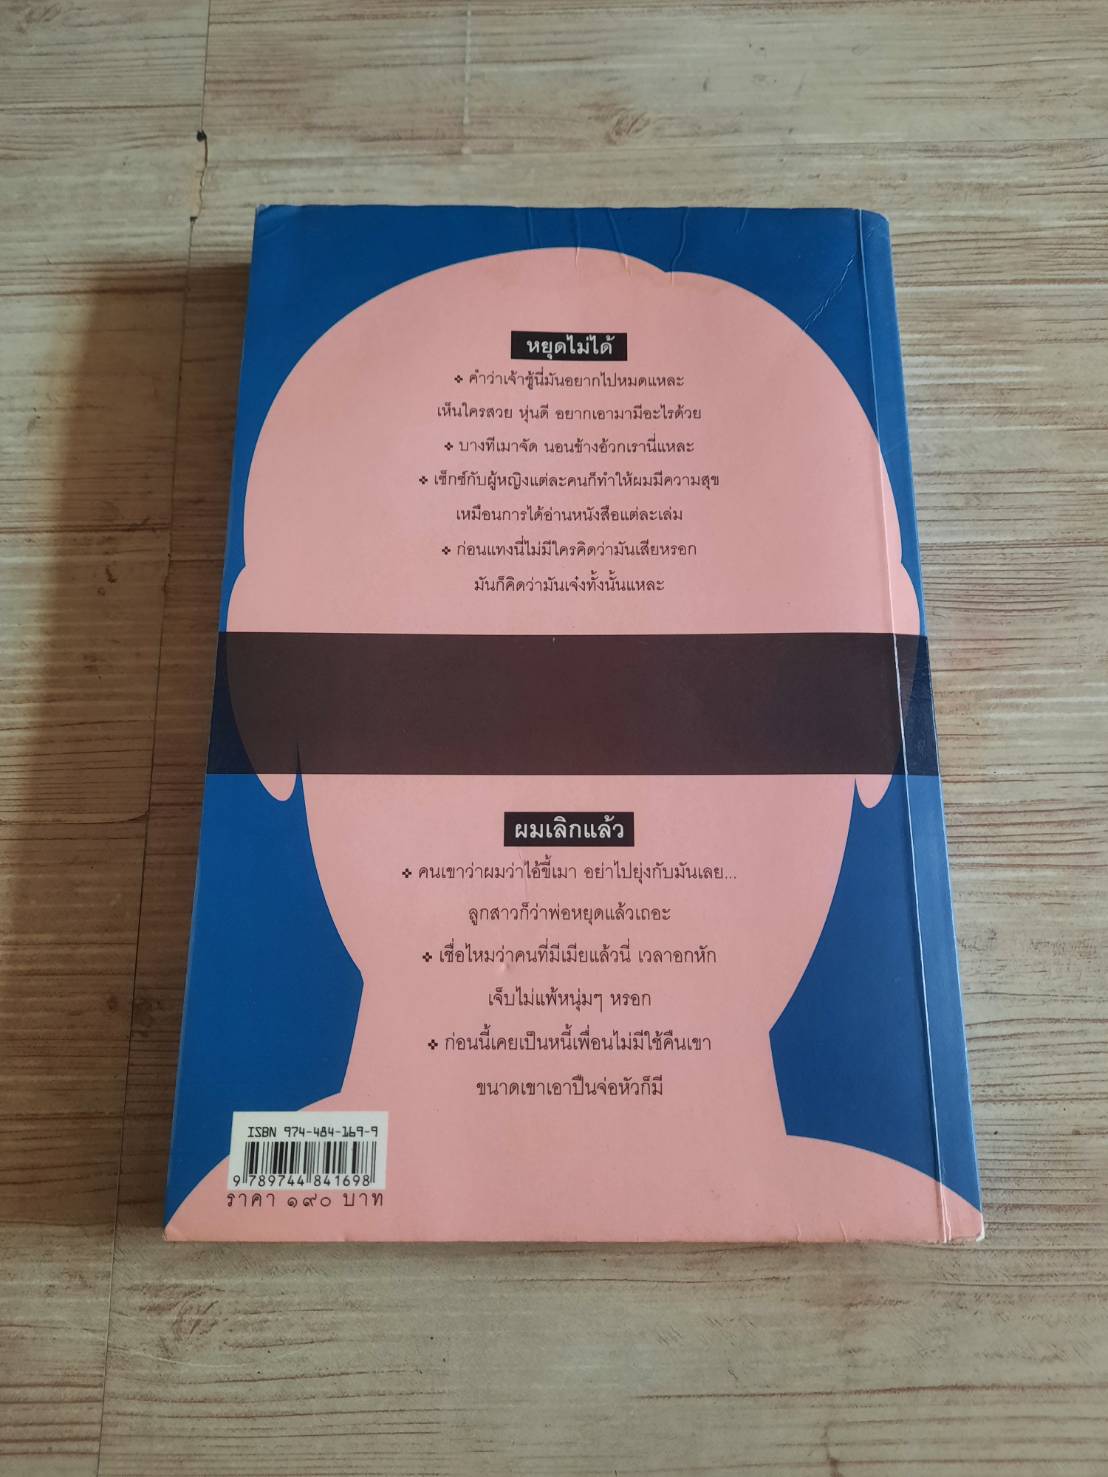 หยุดไม่ได้
❖ คำว่าเจ้าชู้นี่มันอยากไปหมดแหละ
เห็นใครสวย หุ่นดี อยากเอามามีอะไรด้วย
❖ บางทีเมาจัด นอนข้างอ้วกเรานี่แหละ
❖ เซ็กซ์กับผู้หญิงแต่ละคนก็ทำให้ผมมีความสุข
เหมือนการได้อ่านหนังสือแต่ละเล่ม
❖ ก่อนแทงนี่ไม่มีใครคิดว่ามันเสียหรอก
มันก็คิดว่ามันเจ๋งทั้งนั้นแหละ
ผมเลิกแล้ว
❖ คนเขาว่าผมว่าไอ้ขี้เมา อย่าไปยุ่งกับมันเลย...
ลูกสาวก็ว่าพ่อหยุดแล้วเถอะ
❖ เชื่อไหมว่าคนที่มีเมียแล้วนี่ เวลาอกหัก
เจ็บไม่แพ้หนุ่มๆ หรอก
❖ ก่อนนี้เคยเป็นหนี้เพื่อนไม่มีใช้คืนเขา
ขนาดเขาเอาปืนจ่อหัวก็มี
ISBN 974-484-169-9
9 789744 841698
ราคา ๑๙๐ บาท